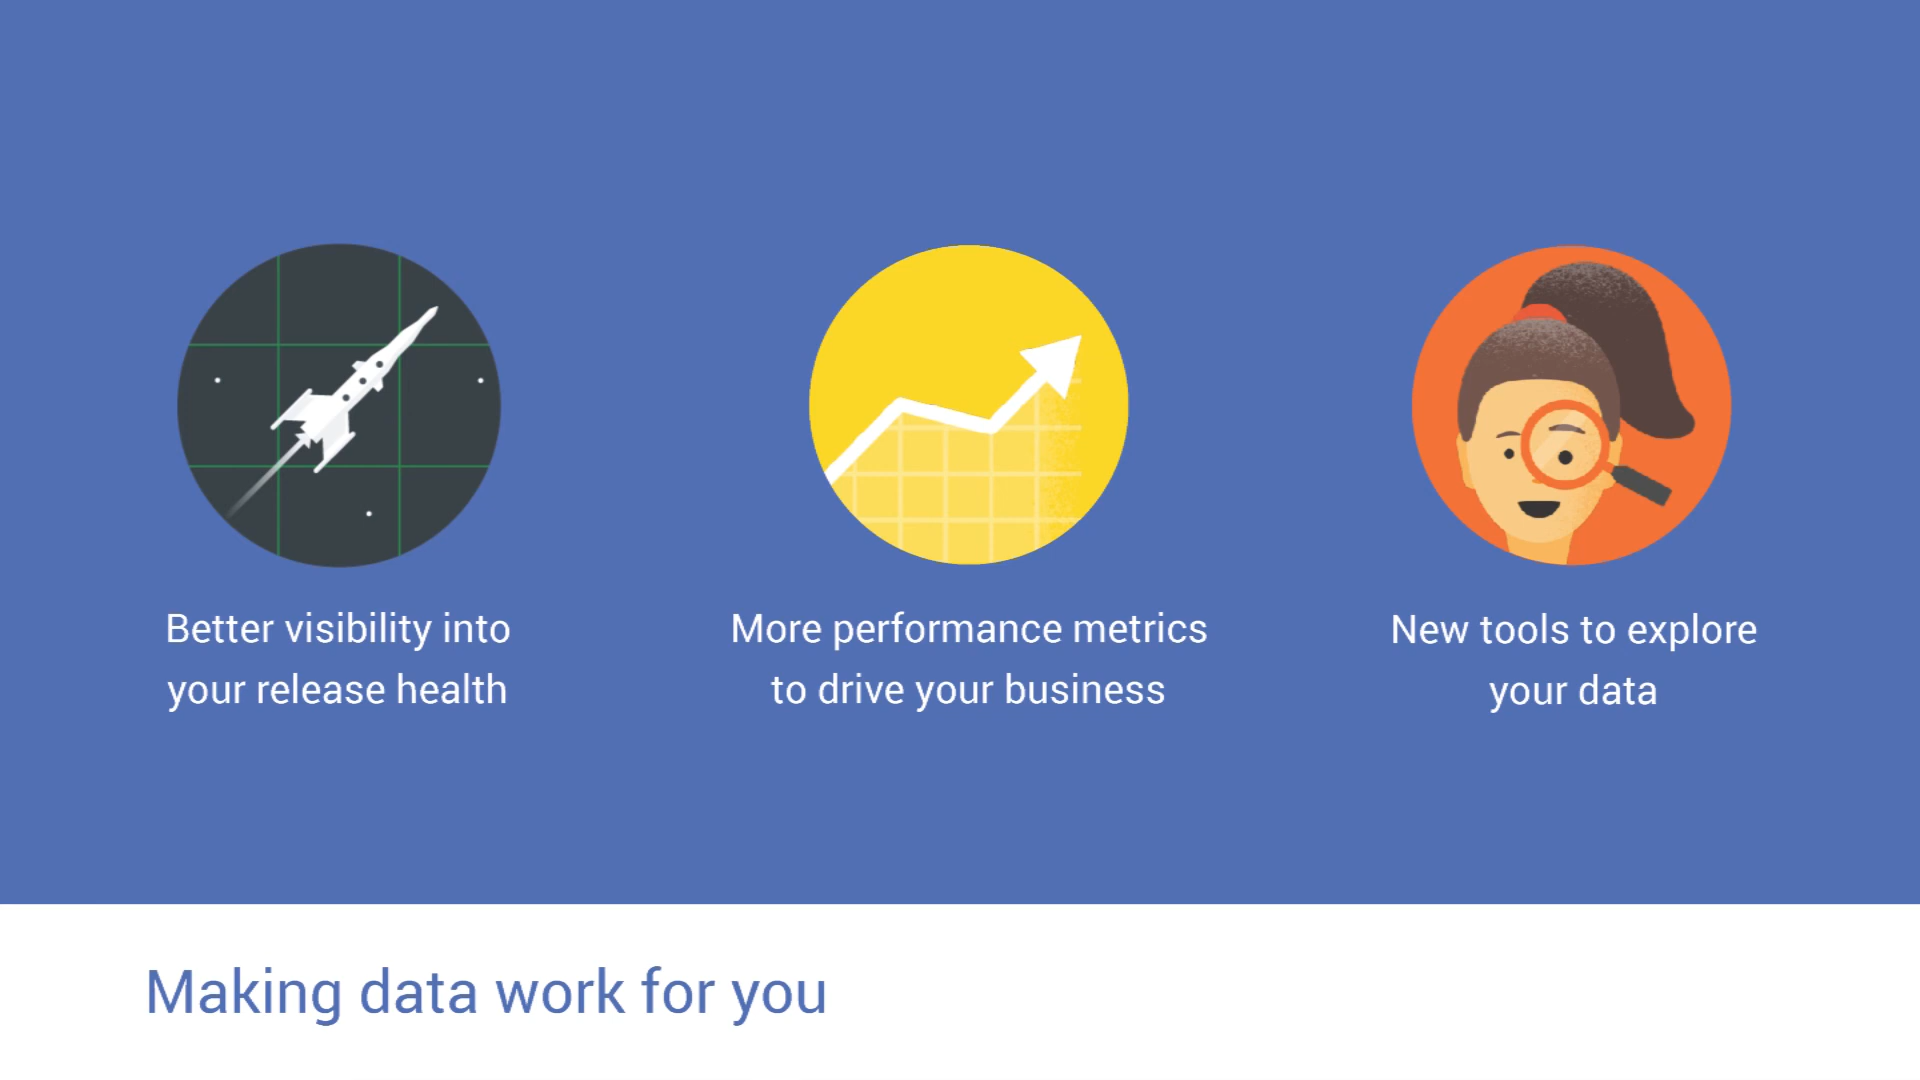 Better visibility into
your release health
More performance metrics
to drive your business
New tools to explore
your data
Making data work for you